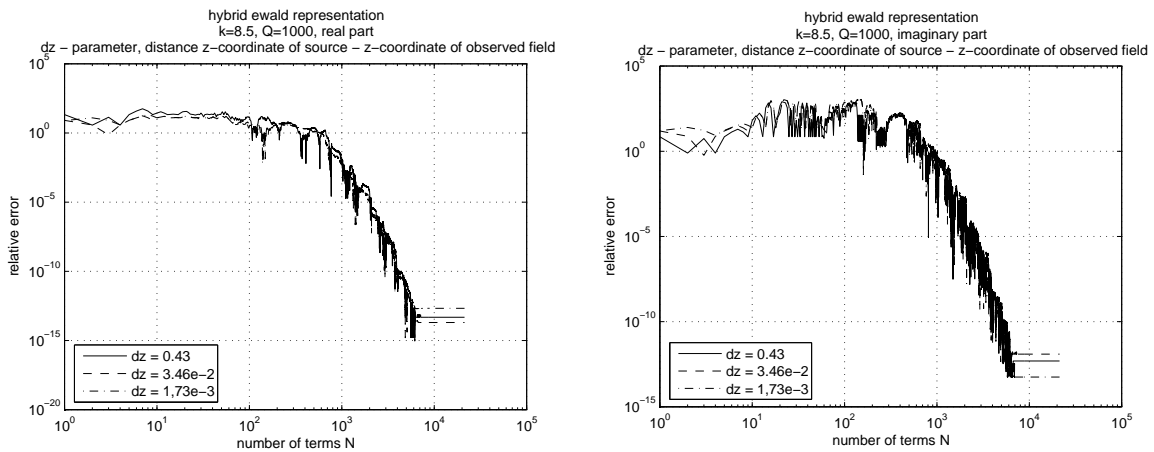 hybrid ewald representation
k=8.5, Q=1000, real part
dz − parameter, distance z−coordinate of source − z−coordinate of observed field
10^5
10^0
10^−5
10^−10
10^−15
10^−20
relative error
dz = 0.43
dz = 3.46e−2
dz = 1,73e−3
10^0
10^1
10^2
10^3
10^4
10^5
number of terms N
hybrid ewald representation
k=8.5, Q=1000, imaginary part
dz − parameter, distance z−coordinate of source − z−coordinate of observed field
10^5
10^0
10^−5
10^−10
10^−15
relative error
dz = 0.43
dz = 3.46e−2
dz = 1,73e−3
10^0
10^1
10^2
10^3
10^4
10^5
number of terms N